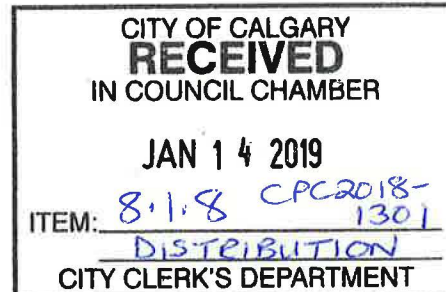 CITY OF CALGARY
RECEIVED
IN COUNCIL CHAMBER
JAN 14 2019
ITEM: 8.1.8 CPC2018-
1301
DISTRIBUTION
CITY CLERK'S DEPARTMENT